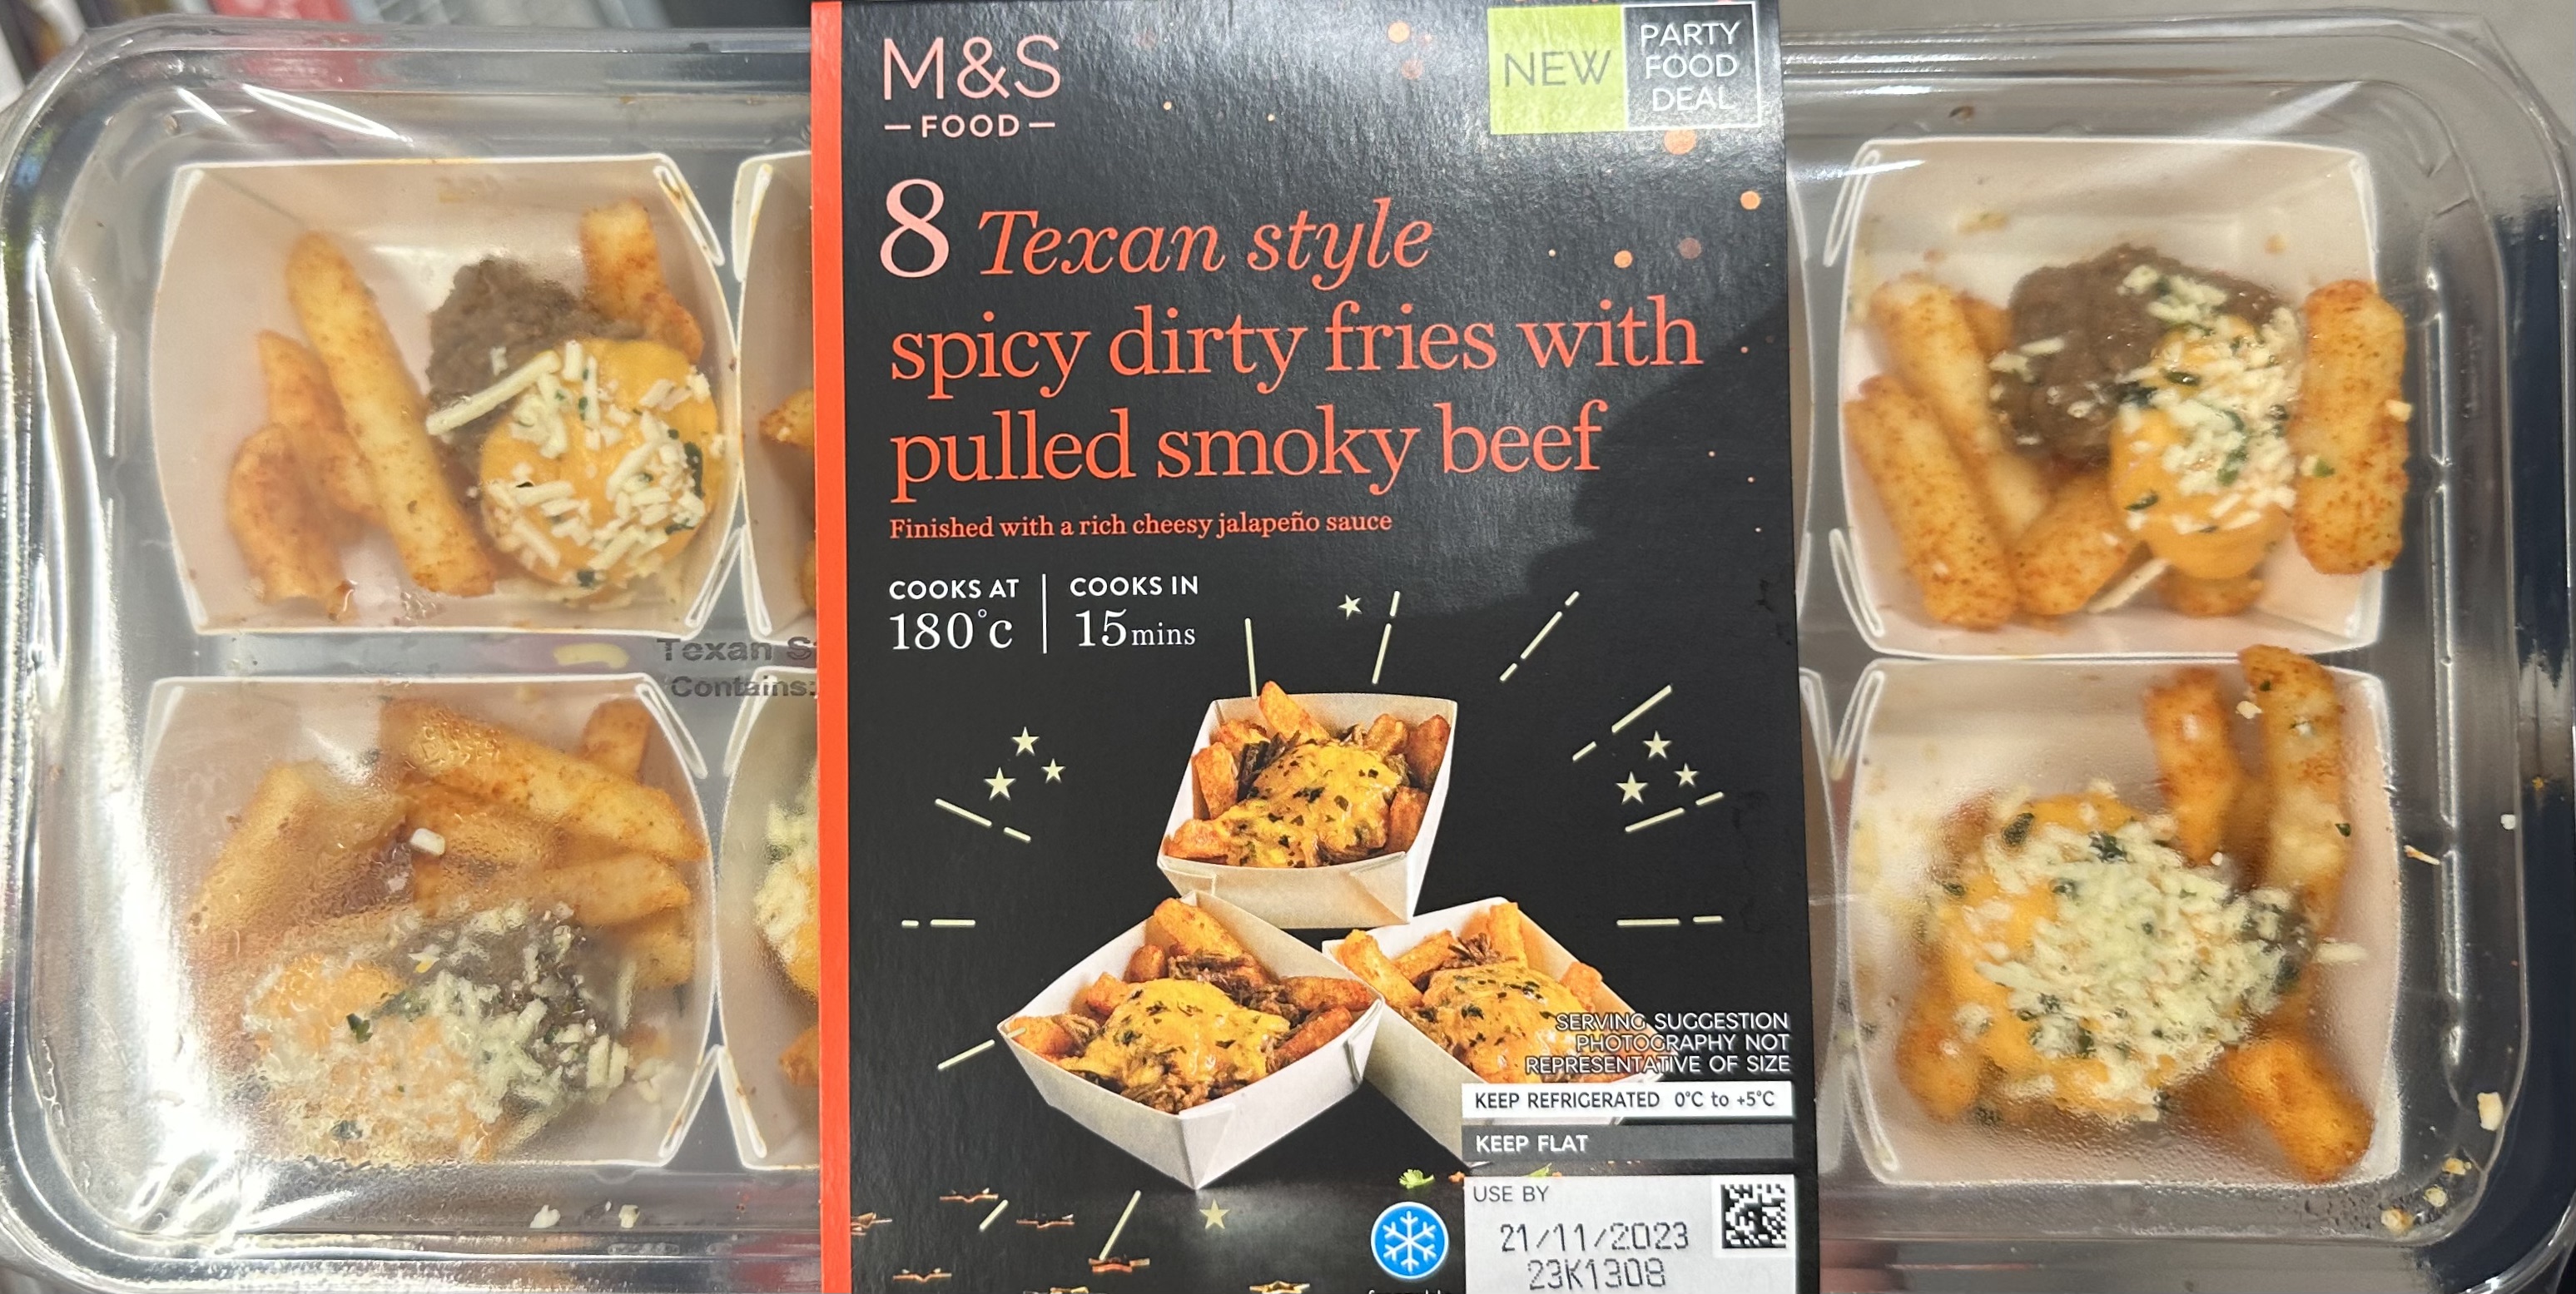 M&S
FOOD
NEW
PARTY
FOOD
DEAL
8 Texan style
spicy dirty fries with
pulled smoky beef
Finished with a rich cheesy jalapeño sauce
COOKS AT
180°C
COOKS IN
15mins
Texan
Contains:
SERVING SUGGESTION
PHOTOGRAPHY NOT
REPRESENTATIVE OF SIZE
KEEP REFRIGERATED 0°C to +5°C
KEEP FLAT
USE BY
21/11/2023
23K1308